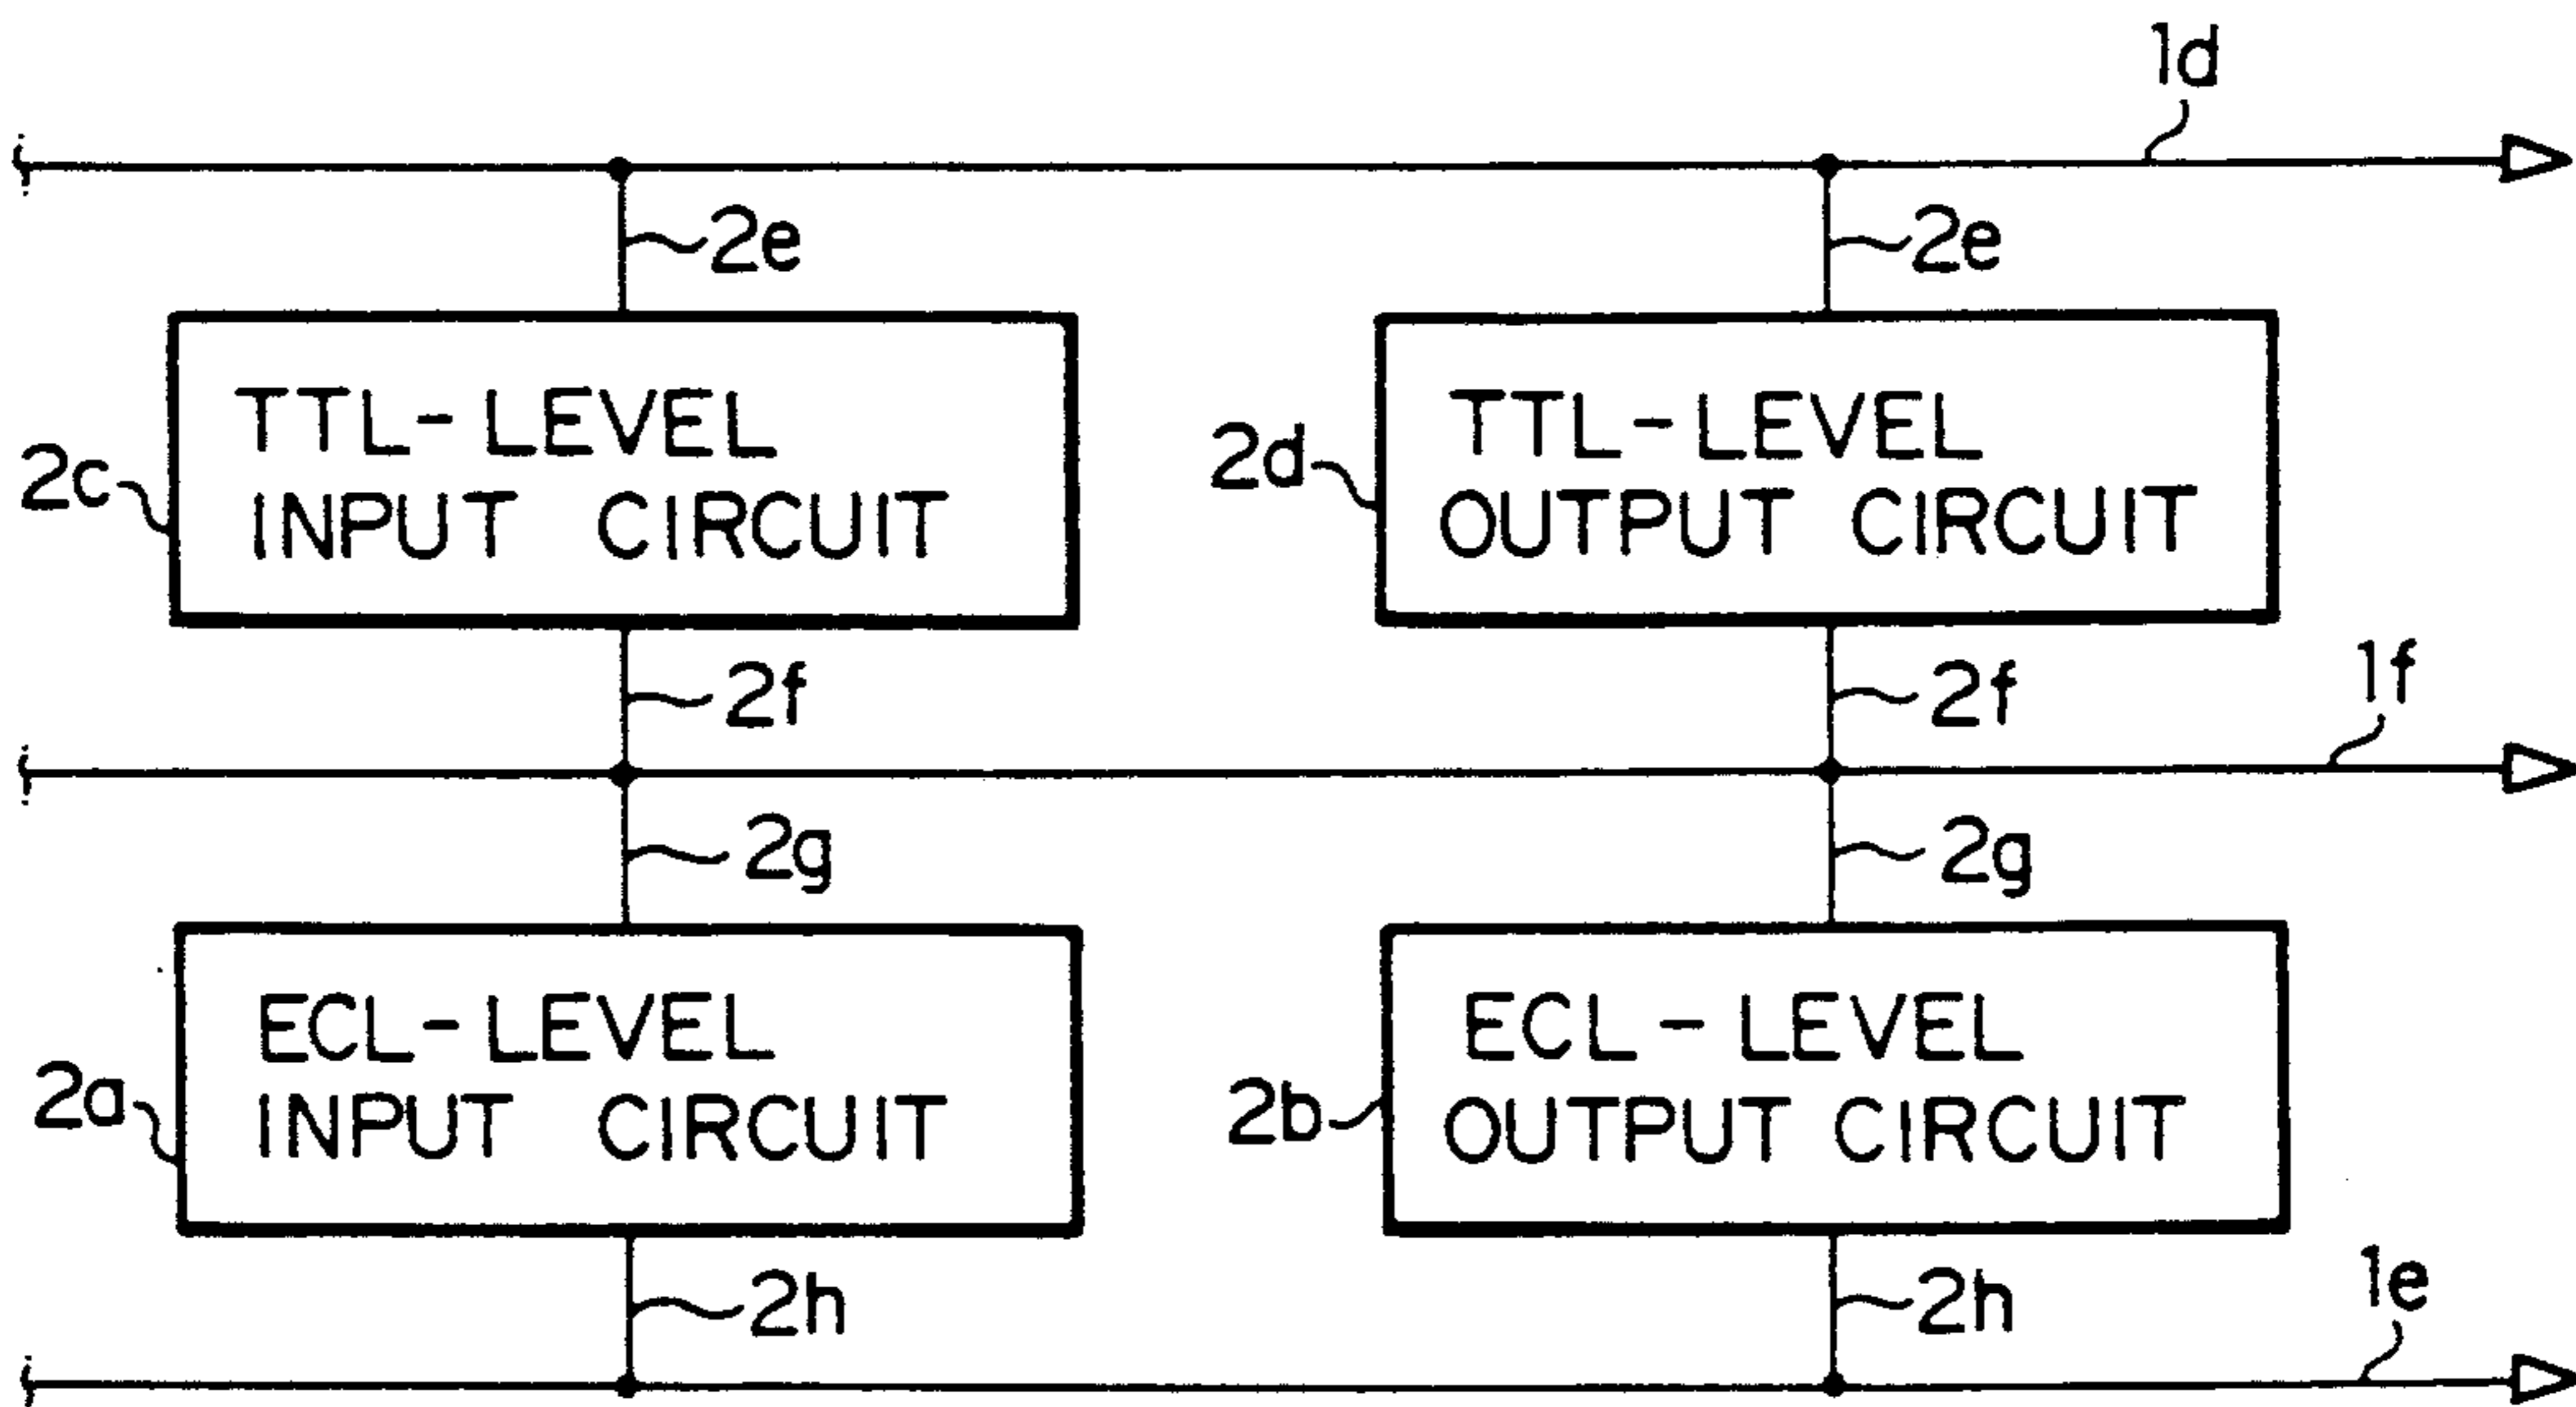 1d
2e
2e
TTL-LEVEL
INPUT CIRCUIT
2c
TTL-LEVEL
OUTPUT CIRCUIT
2d
2f
2f
1f
2g
2g
ECL-LEVEL
INPUT CIRCUIT
2a
ECL-LEVEL
OUTPUT CIRCUIT
2b
2h
2h
1e